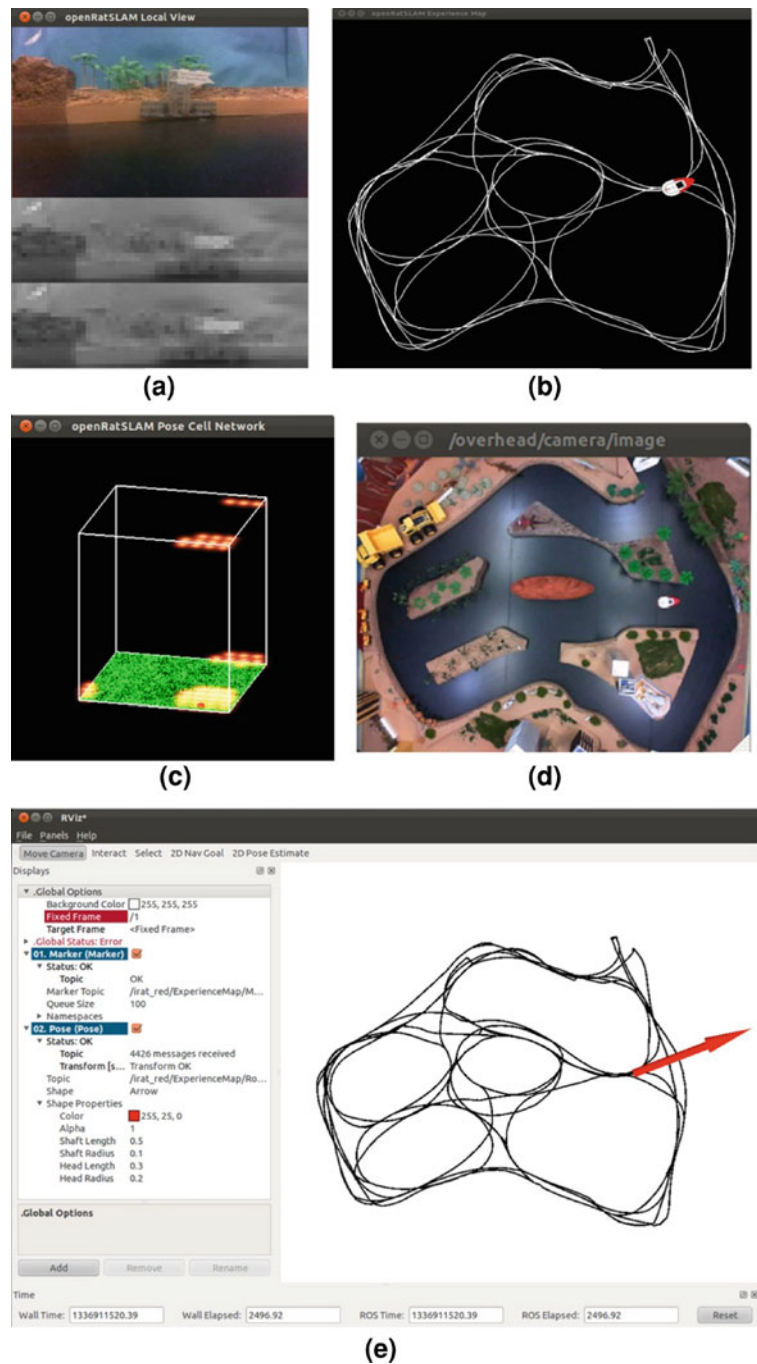 openRatSLAM Local View
openRatSLAM Experience Map
(a)
(b)
openRatSLAM Pose Cell Network
/overhead/camera/image
(c)
(d)
RViz*
File Panels Help
Move Camera Interact Select 2D Nav Goal 2D Pose Estimate
Displays
.Global Options
Background Color 255, 255, 255
Fixed Frame /1
Target Frame <Fixed Frame>
.Global Status: Error
01. Marker (Marker)
Status: OK
Topic OK
Marker Topic /irat_red/ExperienceMap/M...
Queue Size 100
Namespaces
02. Pose (Pose)
Status: OK
Topic 4426 messages received
Transform [s... Transform OK
Topic /irat_red/ExperienceMap/Ro...
Shape Arrow
Shape Properties
Color 255, 25, 0
Alpha 1
Shaft Length 0.5
Shaft Radius 0.1
Head Length 0.3
Head Radius 0.2
.Global Options
Add Remove Rename
Time
Wall Time: 1336911520.39 Wall Elapsed: 2496.92 ROS Time: 1336911520.39 ROS Elapsed: 2496.92 Reset
(e)